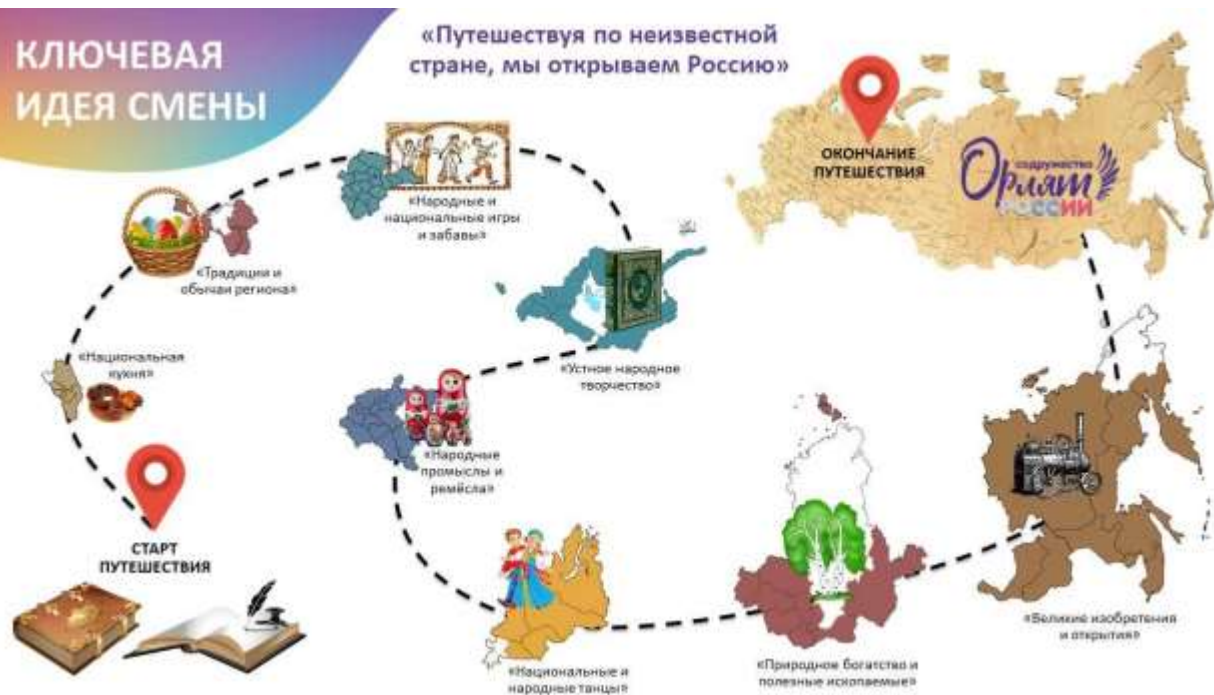 КЛЮЧЕВАЯ
ИДЕЯ СМЕНЫ
«Путешествуя по неизвестной
стране, мы открываем Россию»
ОКОНЧАНИЕ
ПУТЕШЕСТВИЯ
содружество
Орлят
РОССИИ
«Народные и
национальные игры
и забавы»
«Традиции и
обычаи региона»
«Национальная
кухня»
«Устное народное
творчество»
«Народные
промыслы и
ремёсла»
СТАРТ
ПУТЕШЕСТВИЯ
«Национальные и
народные танцы»
«Природное богатство и
полезные ископаемые»
«Великие изобретения
и открытия»